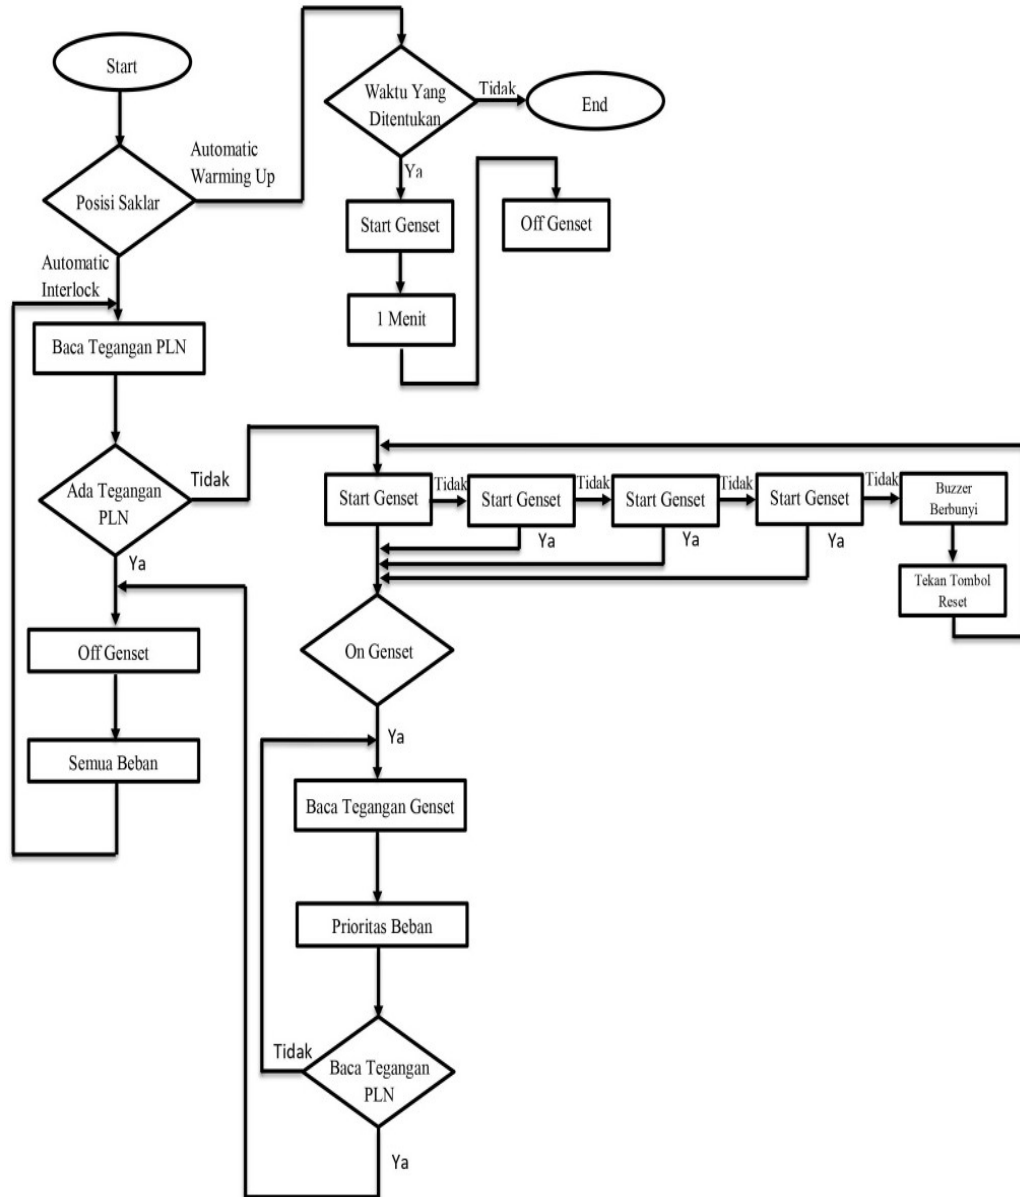 Start
Posisi Saklar
Automatic
Warming Up
Waktu Yang
Ditentukan
Tidak
End
Ya
Start Genset
1 Menit
Off Genset
Automatic
Interlock
Baca Tegangan PLN
Ada Tegangan
PLN
Tidak
Ya
Off Genset
Semua Beban
Start Genset
Tidak
Start Genset
Ya
Tidak
Start Genset
Ya
Tidak
Start Genset
Ya
Tidak
Buzzer
Berbunyi
Tekan Tombol
Reset
On Genset
Ya
Baca Tegangan Genset
Prioritas Beban
Baca Tegangan
PLN
Tidak
Ya